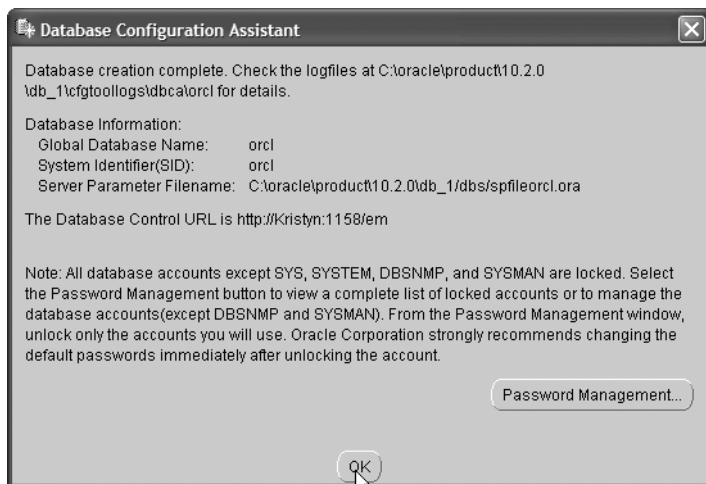 Database Configuration Assistant
Database creation complete. Check the logfiles at C:\oracle\product\10.2.0
\db_1\cfgtoollogs\dbca\orcl for details.
Database Information:
Global Database Name: orcl
System Identifier(SID): orcl
Server Parameter Filename: C:\oracle\product\10.2.0\db_1/dbs/spfileorcl.ora
The Database Control URL is http://Kristyn:1158/em
Note: All database accounts except SYS, SYSTEM, DBSNMP, and SYSMAN are locked. Select
the Password Management button to view a complete list of locked accounts or to manage the
database accounts(except DBSNMP and SYSMAN). From the Password Management window,
unlock only the accounts you will use. Oracle Corporation strongly recommends changing the
default passwords immediately after unlocking the account.
Password Management...
OK